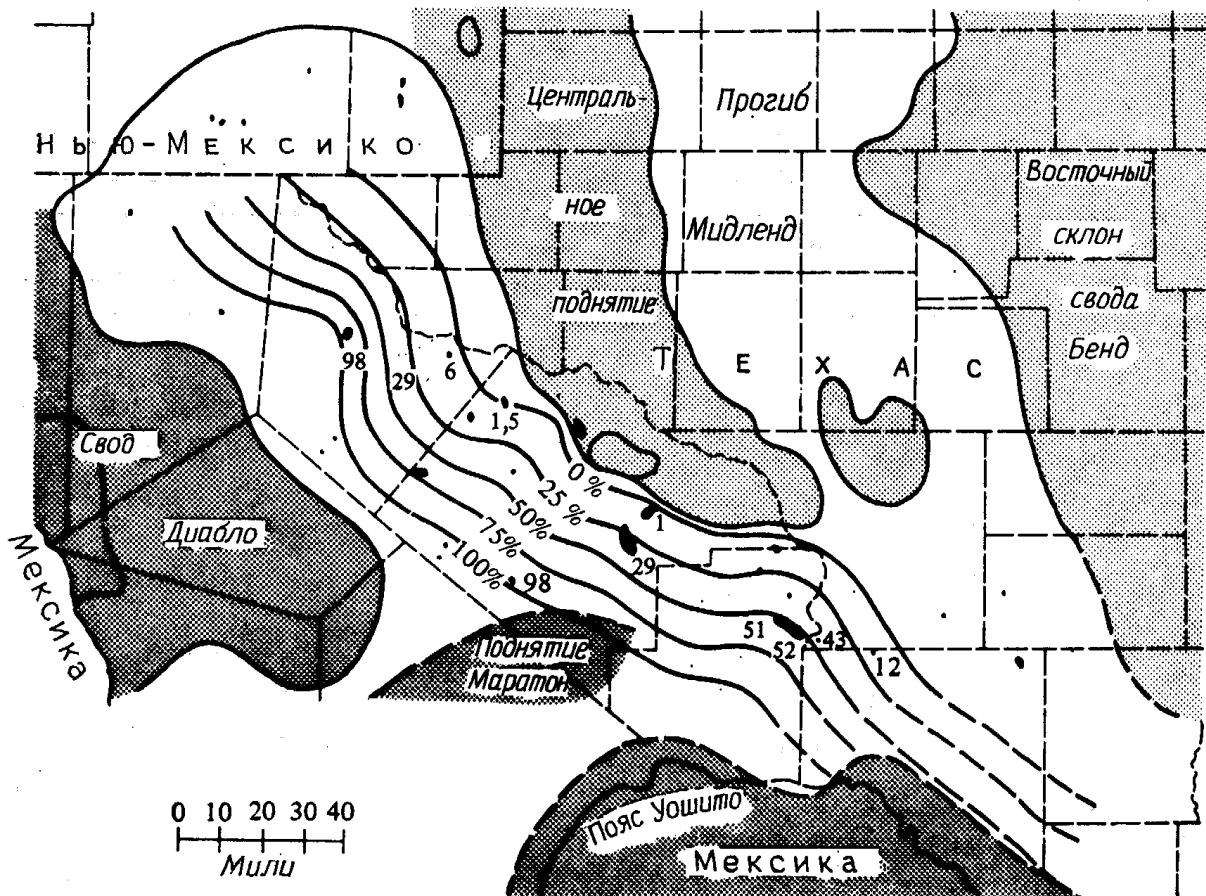 Централь-
Прогиб
Нью-Мексико
Восточный
ное
Мидленд
склон
поднятие
свода
Техас
Бенд
98
29
6
1,5
Свод
0%
25%
50%
75%
100%
1
29
98
Диабло
Мексика
51
52
43
12
Поднятие
Маратон
0 10 20 30 40
Мили
Пояс Уошито
Мексика